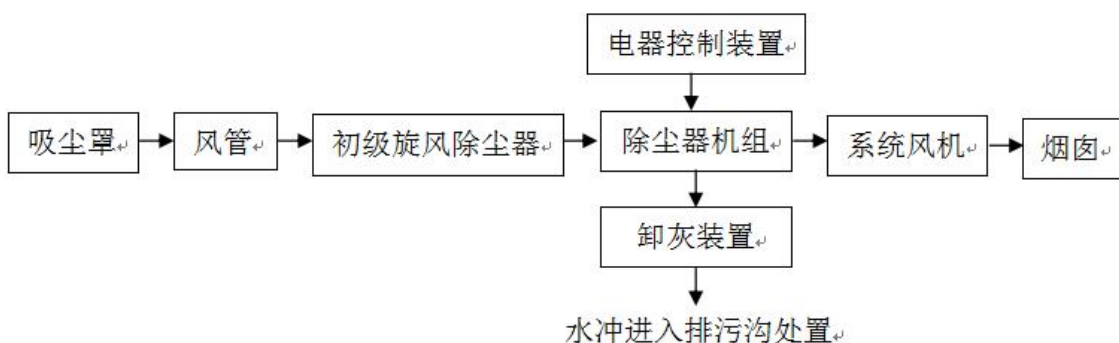 电器控制装置
吸尘罩
风管
初级旋风除尘器
除尘器机组
系统风机
烟囱
卸灰装置
水冲进入排污沟处置